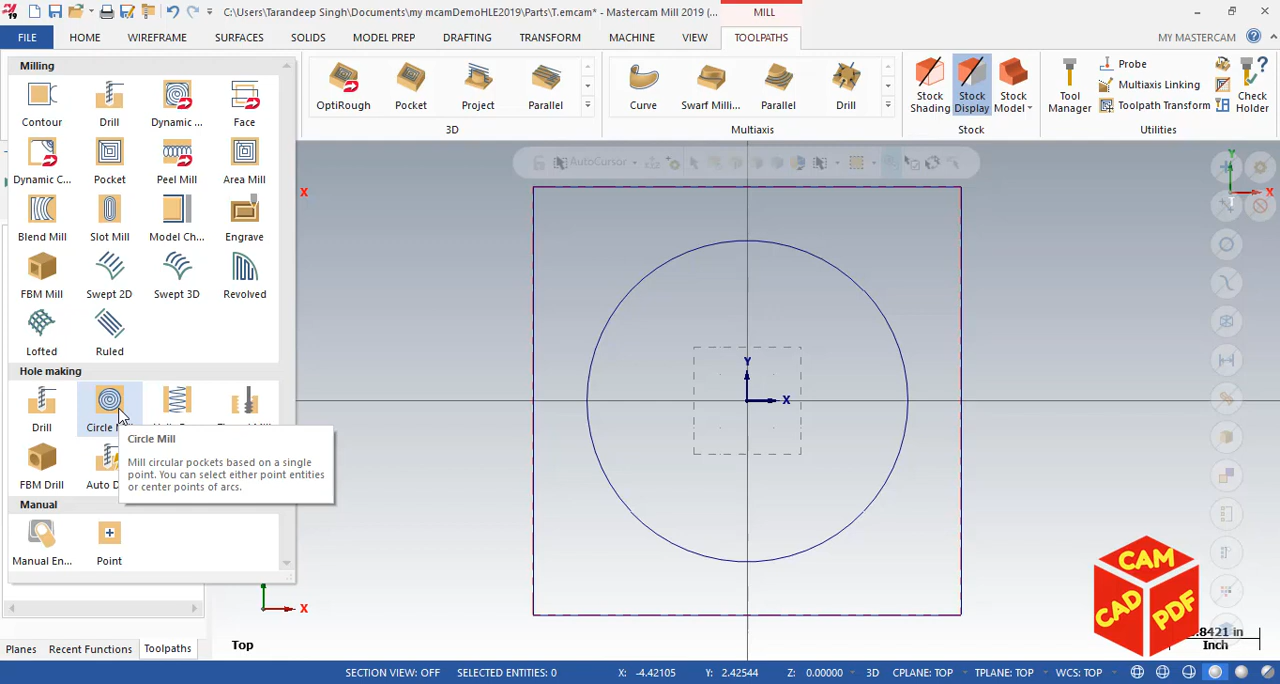 C:\Users\Tarandeep Singh\Documents\my mcamDemoHLE2019\Parts\T.emcam* - Mastercam Mill 2019 (...
MILL
FILE HOME WIREFRAME SURFACES SOLIDS MODEL PREP DRAFTING TRANSFORM MACHINE VIEW TOOLPATHS MY MASTERCAM
Milling
Contour Drill Dynamic ... Face
Dynamic C... Pocket Peel Mill Area Mill
Blend Mill Slot Mill Model Ch... Engrave
FBM Mill Swept 2D Swept 3D Revolved
Lofted Ruled
Hole making
Drill Circle
FBM Drill Auto
Manual
Manual En... Point
Circle Mill
Mill circular pockets based on a single
point. You can select either point entities
or center points of arcs.
OptiRough Pocket Project Parallel
3D
Curve Swarf Milli... Parallel Drill
Multiaxis
Stock
Shading
Stock
Display
Stock
Model
Stock
Tool
Manager
Probe
Multiaxis Linking
Toolpath Transform
Check
Holder
Utilities
AutoCursor
X
Y
X
Y
X
X
Top
CAM
CAD
PDF
.8421 in
Inch
Planes Recent Functions Toolpaths
SECTION VIEW: OFF SELECTED ENTITIES: 0 X: -4.42105 Y: 2.42544 Z: 0.00000 3D CPLANE: TOP TPLANE: TOP WCS: TOP